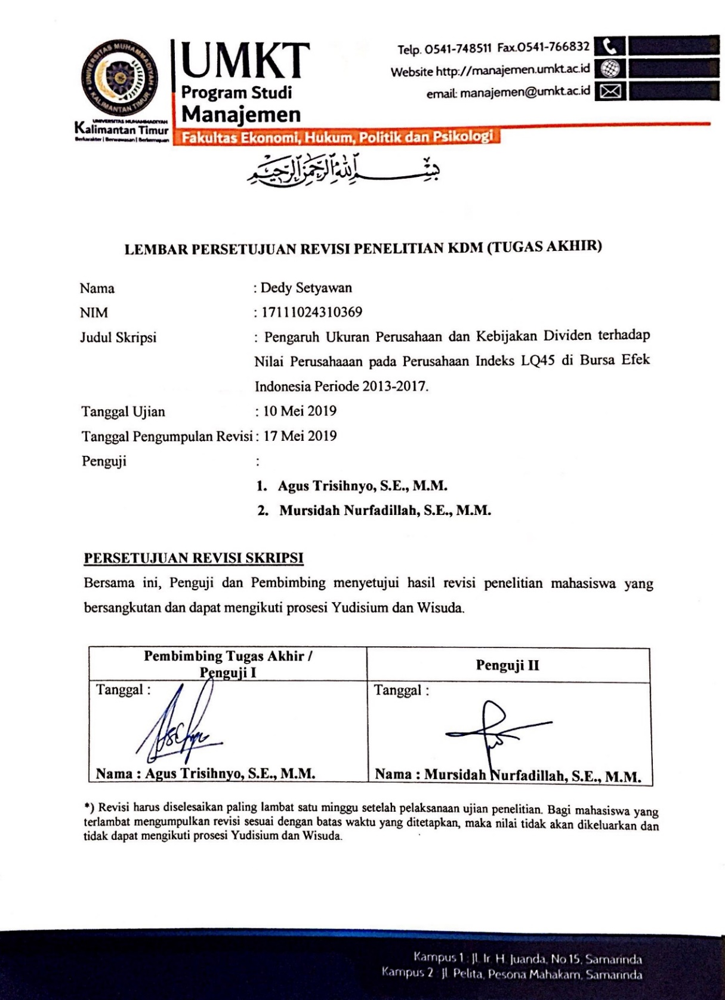 UNIVERSITAS MUHAMMADIYAH
KALIMANTAN TIMUR
UNIVERSITAS MUHAMMADIYAH
Kalimantan Timur
Berkarakter | Berwawasan | Berkemajuan
UMKT
Program Studi
Manajemen
Fakultas Ekonomi, Hukum, Politik dan Psikologi
Telp. 0541-748511 Fax.0541-766832
Website http://manajemen.umkt.ac.id
email: manajemen@umkt.ac.id
بِسْمِ اللهِ الرَّحْمٰنِ الرَّحِيْمِ
LEMBAR PERSETUJUAN REVISI PENELITIAN KDM (TUGAS AKHIR)
Nama : Dedy Setyawan
NIM : 17111024310369
Judul Skripsi : Pengaruh Ukuran Perusahaan dan Kebijakan Dividen terhadap
Nilai Perusahaaan pada Perusahaan Indeks LQ45 di Bursa Efek
Indonesia Periode 2013-2017.
Tanggal Ujian : 10 Mei 2019
Tanggal Pengumpulan Revisi : 17 Mei 2019
Penguji :
1. Agus Trisihnyo, S.E., M.M.
2. Mursidah Nurfadillah, S.E., M.M.
PERSETUJUAN REVISI SKRIPSI
Bersama ini, Penguji dan Pembimbing menyetujui hasil revisi penelitian mahasiswa yang
bersangkutan dan dapat mengikuti prosesi Yudisium dan Wisuda.
Pembimbing Tugas Akhir /
Penguji I
Tanggal :
Nama : Agus Trisihnyo, S.E., M.M.
Penguji II
Tanggal :
Nama : Mursidah Nurfadillah, S.E., M.M.
*) Revisi harus diselesaikan paling lambat satu minggu setelah pelaksanaan ujian penelitian. Bagi mahasiswa yang
terlambat mengumpulkan revisi sesuai dengan batas waktu yang ditetapkan, maka nilai tidak akan dikeluarkan dan
tidak dapat mengikuti prosesi Yudisium dan Wisuda.
Kampus 1 : Jl. Ir. H. Juanda, No 15, Samarinda
Kampus 2 : Jl. Pelita, Pesona Mahakam, Samarinda